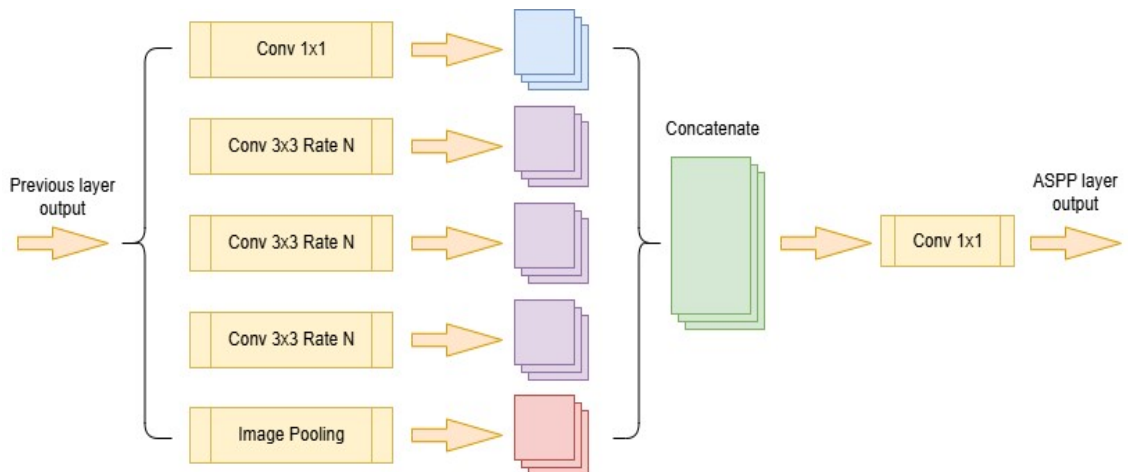 Previous layer
output
Conv 1x1
Conv 3x3 Rate N
Conv 3x3 Rate N
Conv 3x3 Rate N
Image Pooling
Concatenate
Conv 1x1
ASPP layer
output